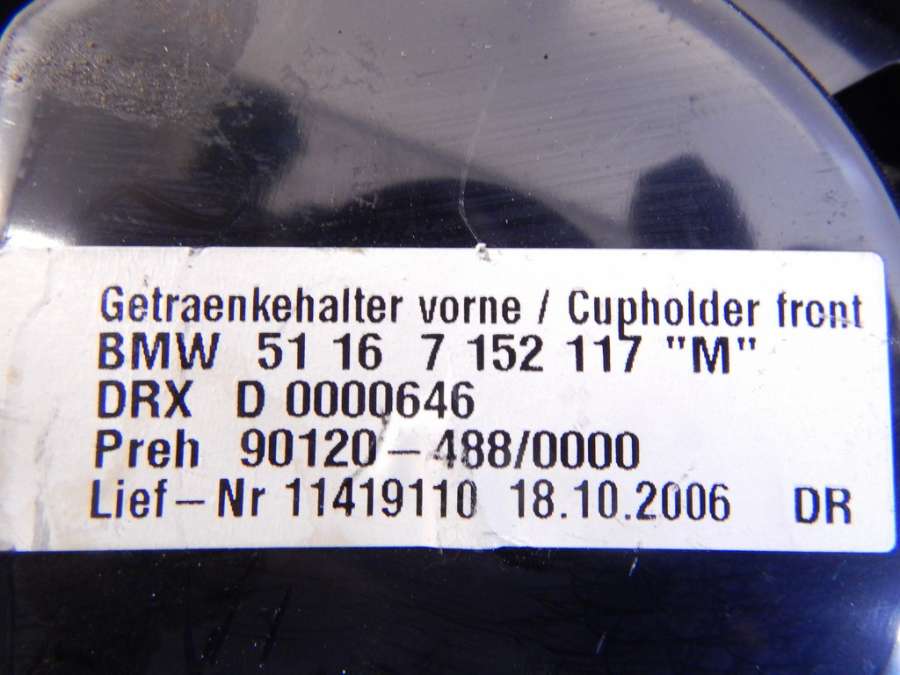 Getraenkehalter vorne / Cupholder front
BMW 51 16 7 152 117 "M"
DRX D 0000646
Preh 90120-488/0000
Lief-Nr 11419110 18.10.2006 DR